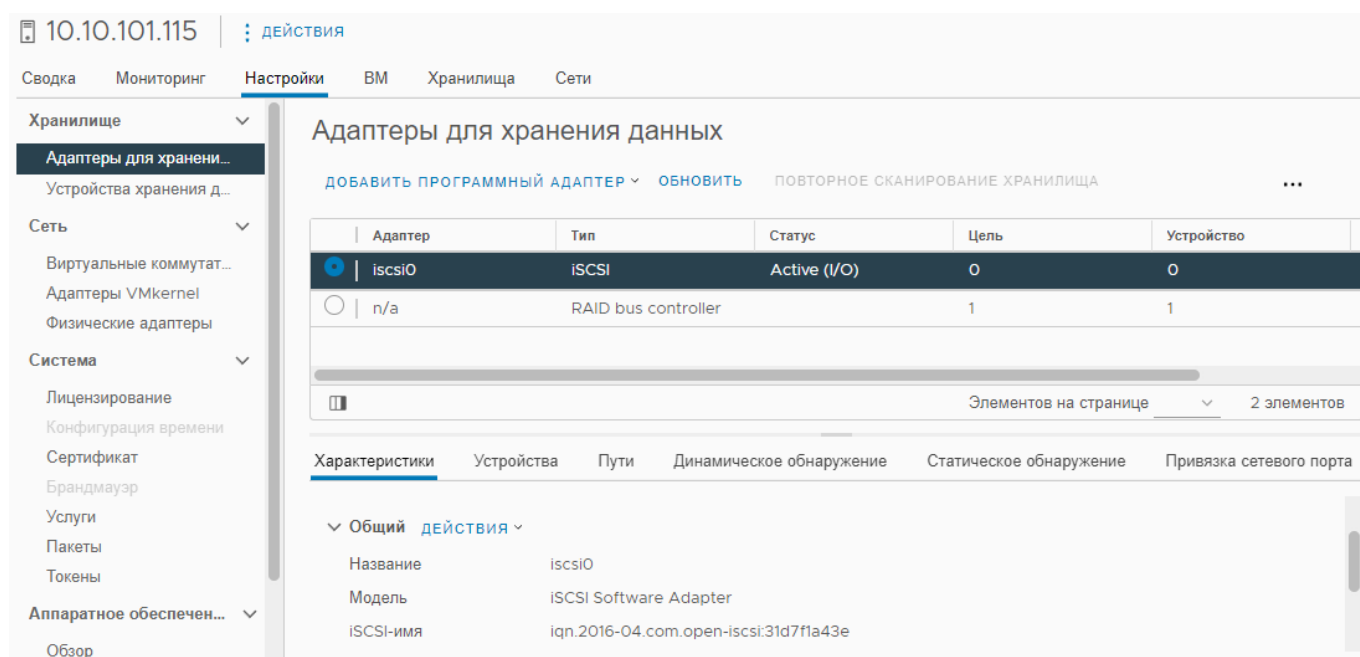 10.10.101.115 ДЕЙСТВИЯ
Сводка Мониторинг Настройки ВМ Хранилища Сети
Хранилище
Адаптеры для хранени...
Устройства хранения д...
Сеть
Виртуальные коммутат...
Адаптеры VMkernel
Физические адаптеры
Система
Лицензирование
Конфигурация времени
Сертификат
Брандмауэр
Услуги
Пакеты
Токены
Аппаратное обеспечен...
Обзор
Адаптеры для хранения данных
ДОБАВИТЬ ПРОГРАММНЫЙ АДАПТЕР ОБНОВИТЬ ПОВТОРНОЕ СКАНИРОВАНИЕ ХРАНИЛИЩА ...
Адаптер Тип Статус Цель Устройство
iscsi0 iSCSI Active (I/O) 0 0
n/a RAID bus controller 1 1
Элементов на странице 2 элементов
Характеристики Устройства Пути Динамическое обнаружение Статическое обнаружение Привязка сетевого порта
Общий ДЕЙСТВИЯ
Название iscsi0
Модель iSCSI Software Adapter
iSCSI-имя iqn.2016-04.com.open-iscsi:31d7f1a43e